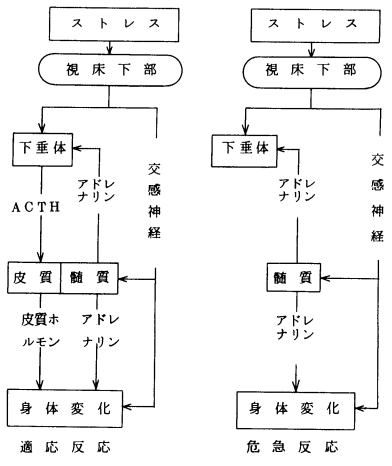 ストレス
視床下部
下垂体
アドレ
ナリン
交感神経
ACTH
皮質
髄質
皮質ホ
ルモン
アドレ
ナリン
身体変化
適応反応
ストレス
視床下部
下垂体
アドレ
ナリン
交感神経
髄質
アドレ
ナリン
身体変化
危急反応